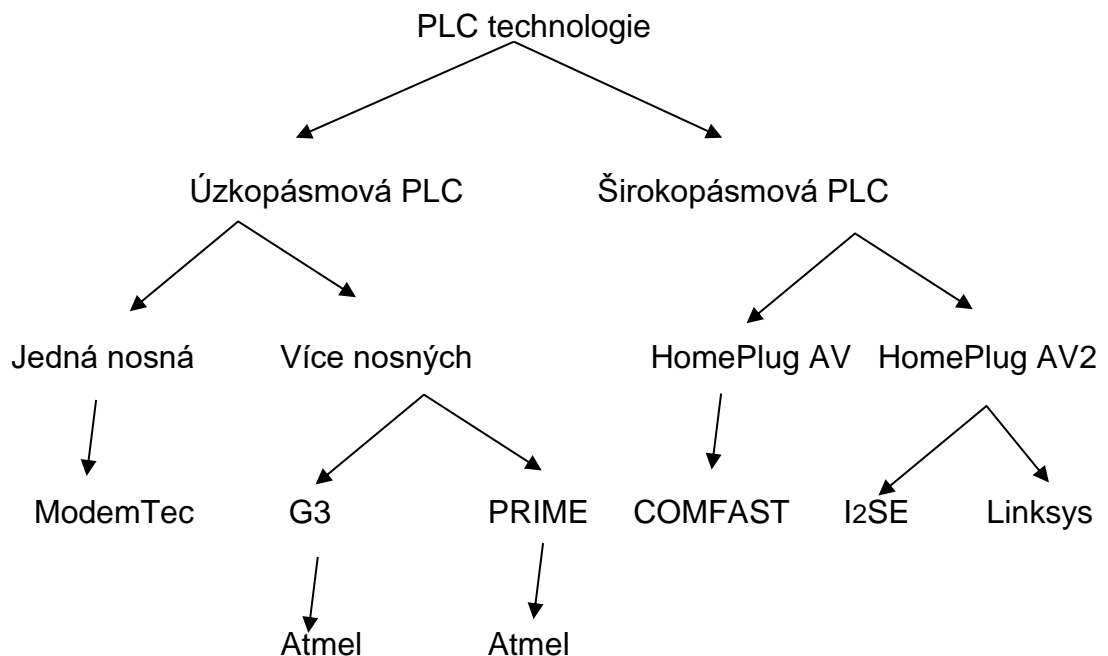 PLC technologie
Úzkopásmová PLC Širokopásmová PLC
Jedná nosná Více nosných HomePlug AV HomePlug AV2
ModemTec G3 PRIME COMFAST I2SE Linksys
Atmel Atmel